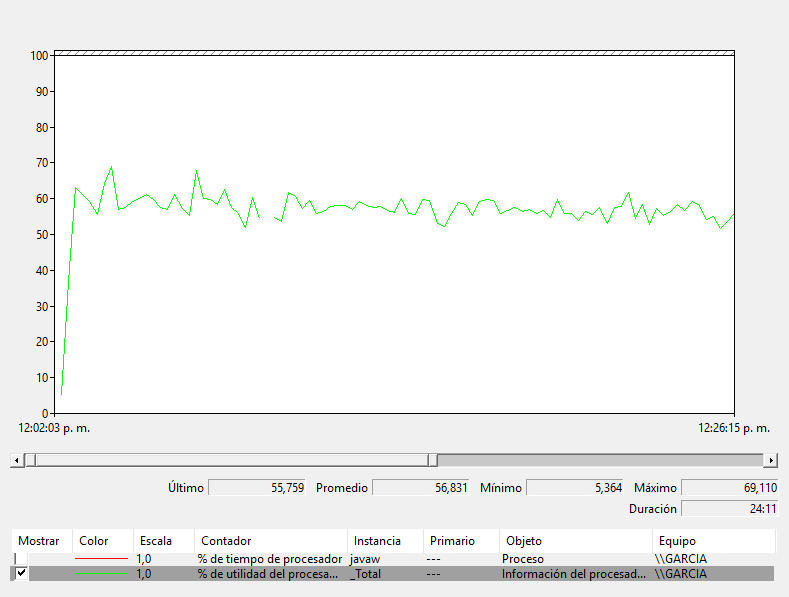 100
90
80
70
60
50
40
30
20
10
0
12:02:03 p. m. 12:26:15 p. m.
Último 55,759 Promedio 56,831 Mínimo 5,364 Máximo 69,110
Duración 24:11
Mostrar Color Escala Contador Instancia Primario Objeto Equipo
1,0 % de tiempo de procesador javaw --- Proceso \\GARCIA
1,0 % de utilidad del procesa... _Total --- Información del procesad... \\GARCIA